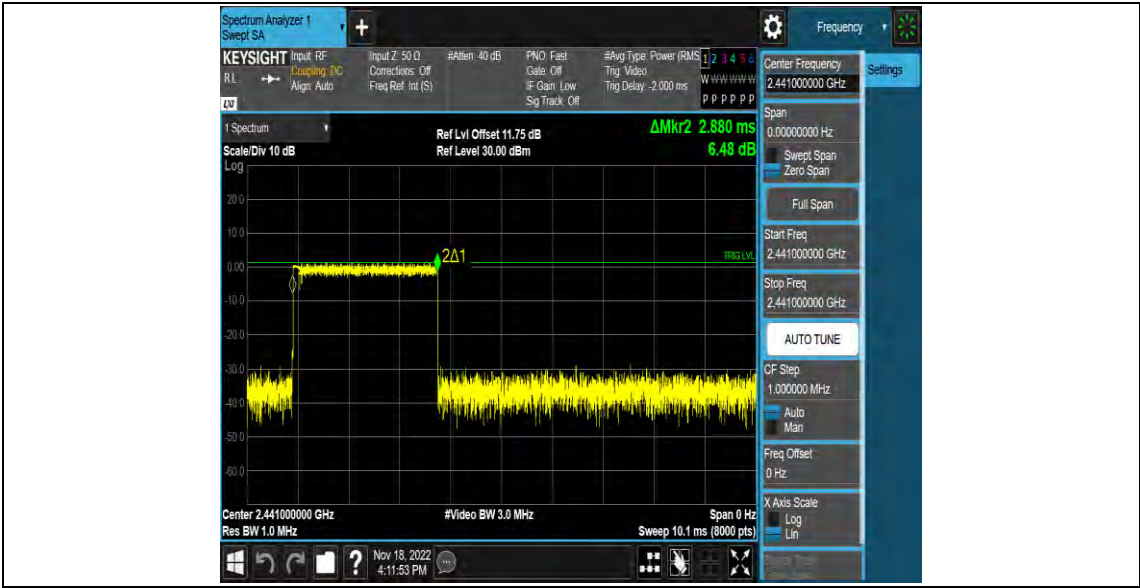 Spectrum Analyzer 1
Swept SA
+
Frequency
KEYSIGHT
R L
LXI
Input: RF
Coupling: DC
Align: Auto
Input Z: 50 Ω
Corrections: Off
Freq Ref: Int (S)
#Atten: 40 dB
PNO: Fast
Gate: Off
IF Gain: Low
Sig Track: Off
#Avg Type: Power (RMS
Trig: Video
Trig Delay: -2.000 ms
1 2 3 4 5 6
W W W W W W
P P P P P P
1 Spectrum
Scale/Div 10 dB
Log
Ref Lvl Offset 11.75 dB
Ref Level 30.00 dBm
ΔMkr2 2.880 ms
6.48 dB
20.0
10.0
0.00
-10.0
-20.0
-30.0
-40.0
-50.0
-60.0
2Δ1
TRIG LVL
Center 2.441000000 GHz
Res BW 1.0 MHz
#Video BW 3.0 MHz
Span 0 Hz
Sweep 10.1 ms (8000 pts)
?
Nov 18, 2022
4:11:53 PM
Center Frequency
2.441000000 GHz
Settings
Span
0.00000000 Hz
Swept Span
Zero Span
Full Span
Start Freq
2.441000000 GHz
Stop Freq
2.441000000 GHz
AUTO TUNE
CF Step
1.000000 MHz
Auto
Man
Freq Offset
0 Hz
X Axis Scale
Log
Lin